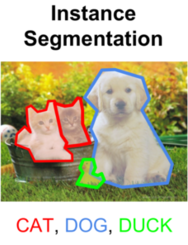 Instance
Segmentation
CAT, DOG, DUCK